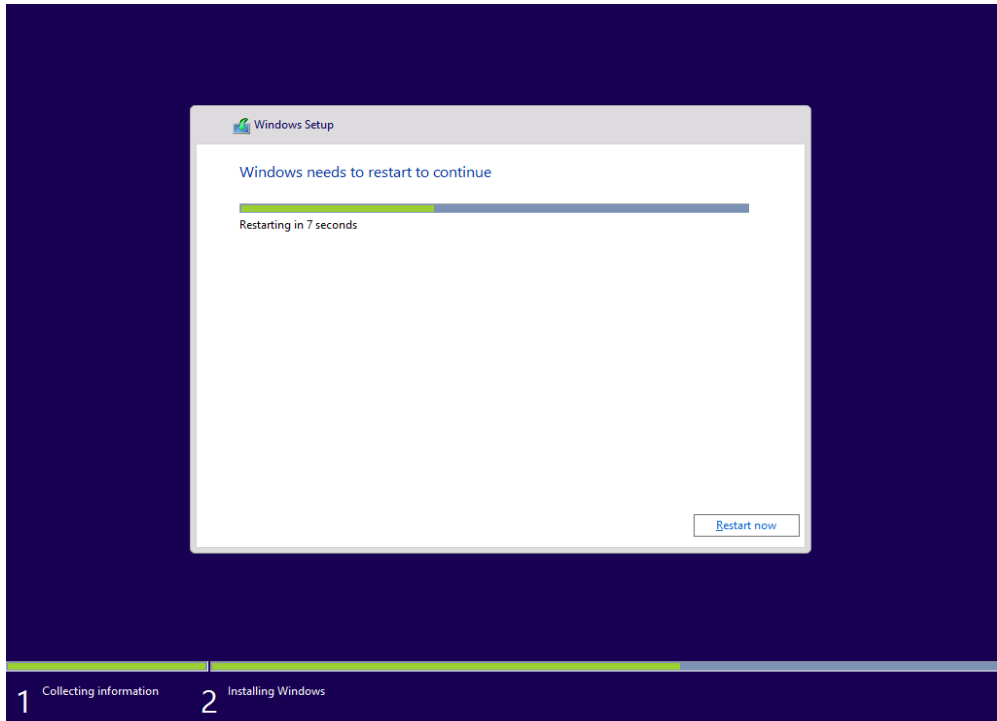 Windows Setup
Windows needs to restart to continue
Restarting in 7 seconds
Restart now
1 Collecting information
2 Installing Windows